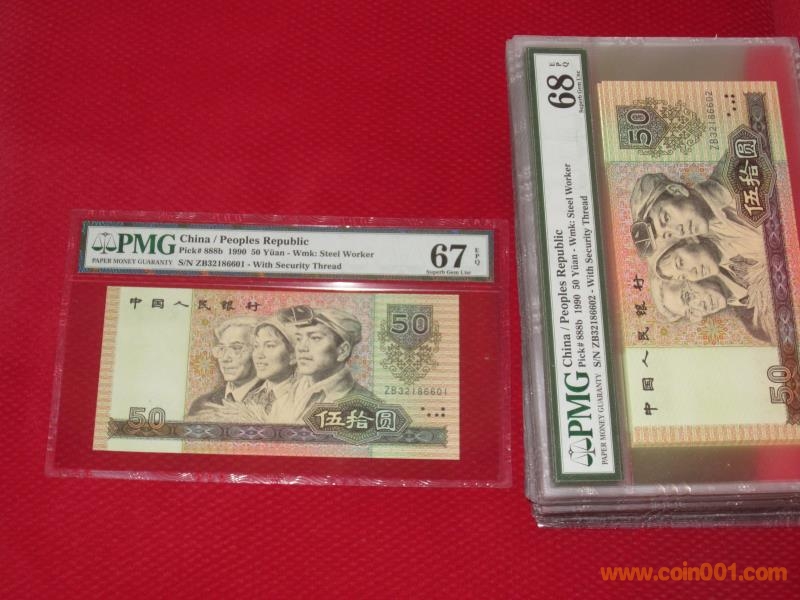 PMG
PAPER MONEY GUARANTY
China / Peoples Republic
Pick# 888b 1990 50 Yüan - Wmk: Steel Worker
S/N ZB32186601 - With Security Thread
67 EPQ
Superb Gem Unc
中国人民银行
50
ZB32186601
50
伍拾圆
PMG
PAPER MONEY GUARANTY
China / Peoples Republic
Pick# 888b 1990 50 Yüan - Wmk: Steel Worker
S/N ZB32186602 - With Security Thread
68 EPQ
Superb Gem Unc
中国人民银行
50
ZB32186602
50
伍拾圆
www.coin001.com